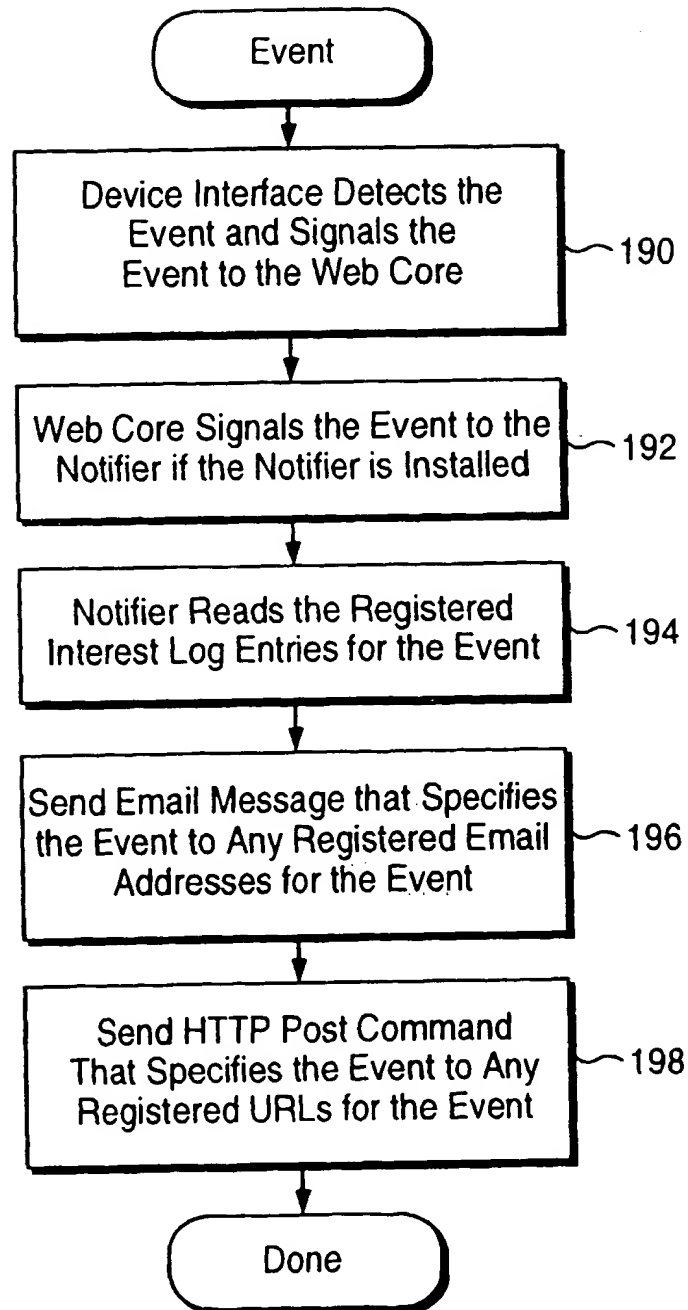 Event
Device Interface Detects the
Event and Signals the
Event to the Web Core
190
Web Core Signals the Event to the
Notifier if the Notifier is Installed
192
Notifier Reads the Registered
Interest Log Entries for the Event
194
Send Email Message that Specifies
the Event to Any Registered Email
Addresses for the Event
196
Send HTTP Post Command
That Specifies the Event to Any
Registered URLs for the Event
198
Done